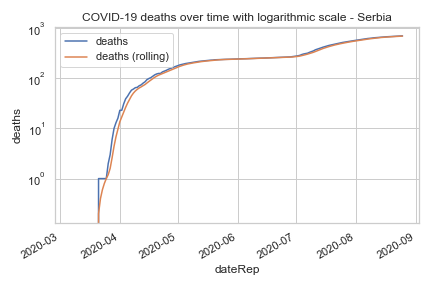 COVID-19 deaths over time with logarithmic scale - Serbia
deaths
deaths (rolling)
10³
10²
10¹
10⁰
deaths
2020-03
2020-04
2020-05
2020-06
2020-07
2020-08
2020-09
dateRep